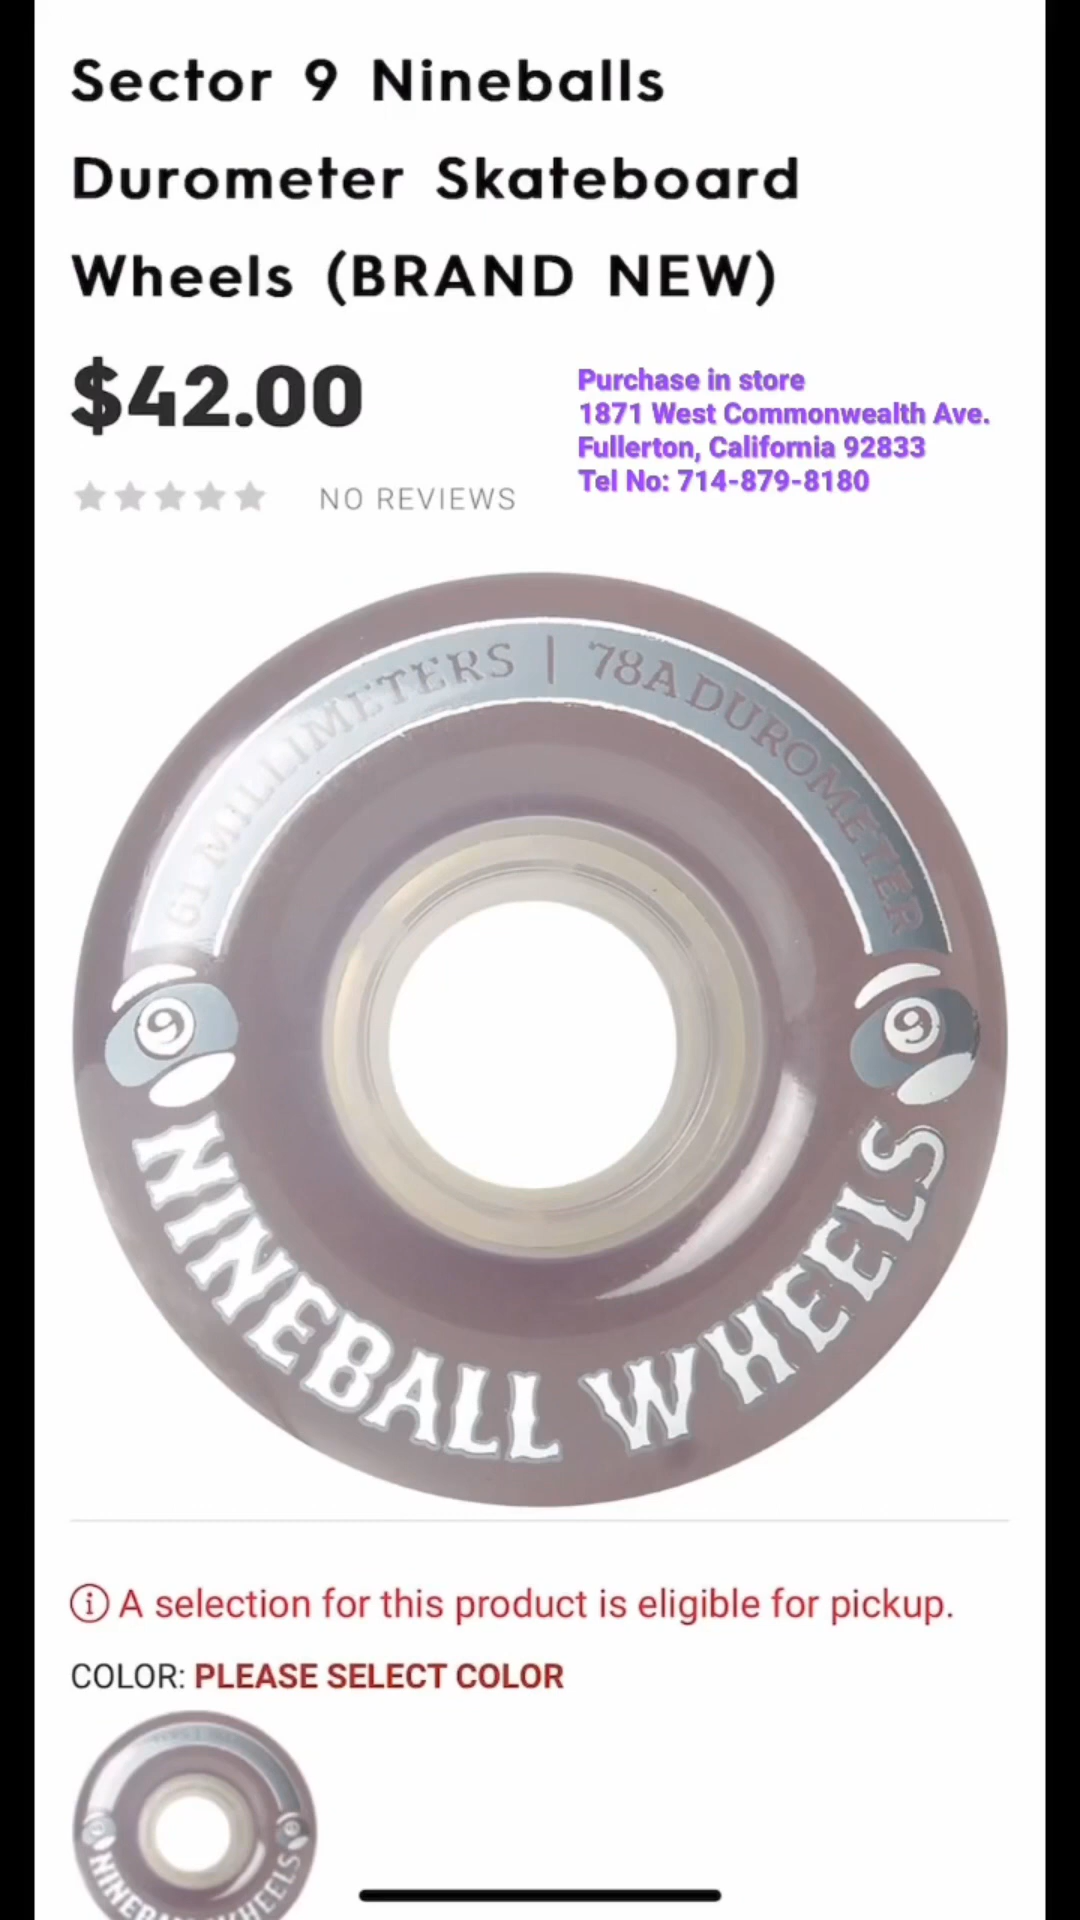 Sector 9 Nineballs
Durometer Skateboard
Wheels (BRAND NEW)
$42.00
Purchase in store
1871 West Commonwealth Ave.
Fullerton, California 92833
Tel No: 714-879-8180
NO REVIEWS
61 MILLIMETERS | 78A DUROMETER
9
9
NINEBALL WHEELS
A selection for this product is eligible for pickup.
COLOR: PLEASE SELECT COLOR
NINEBALL WHEELS